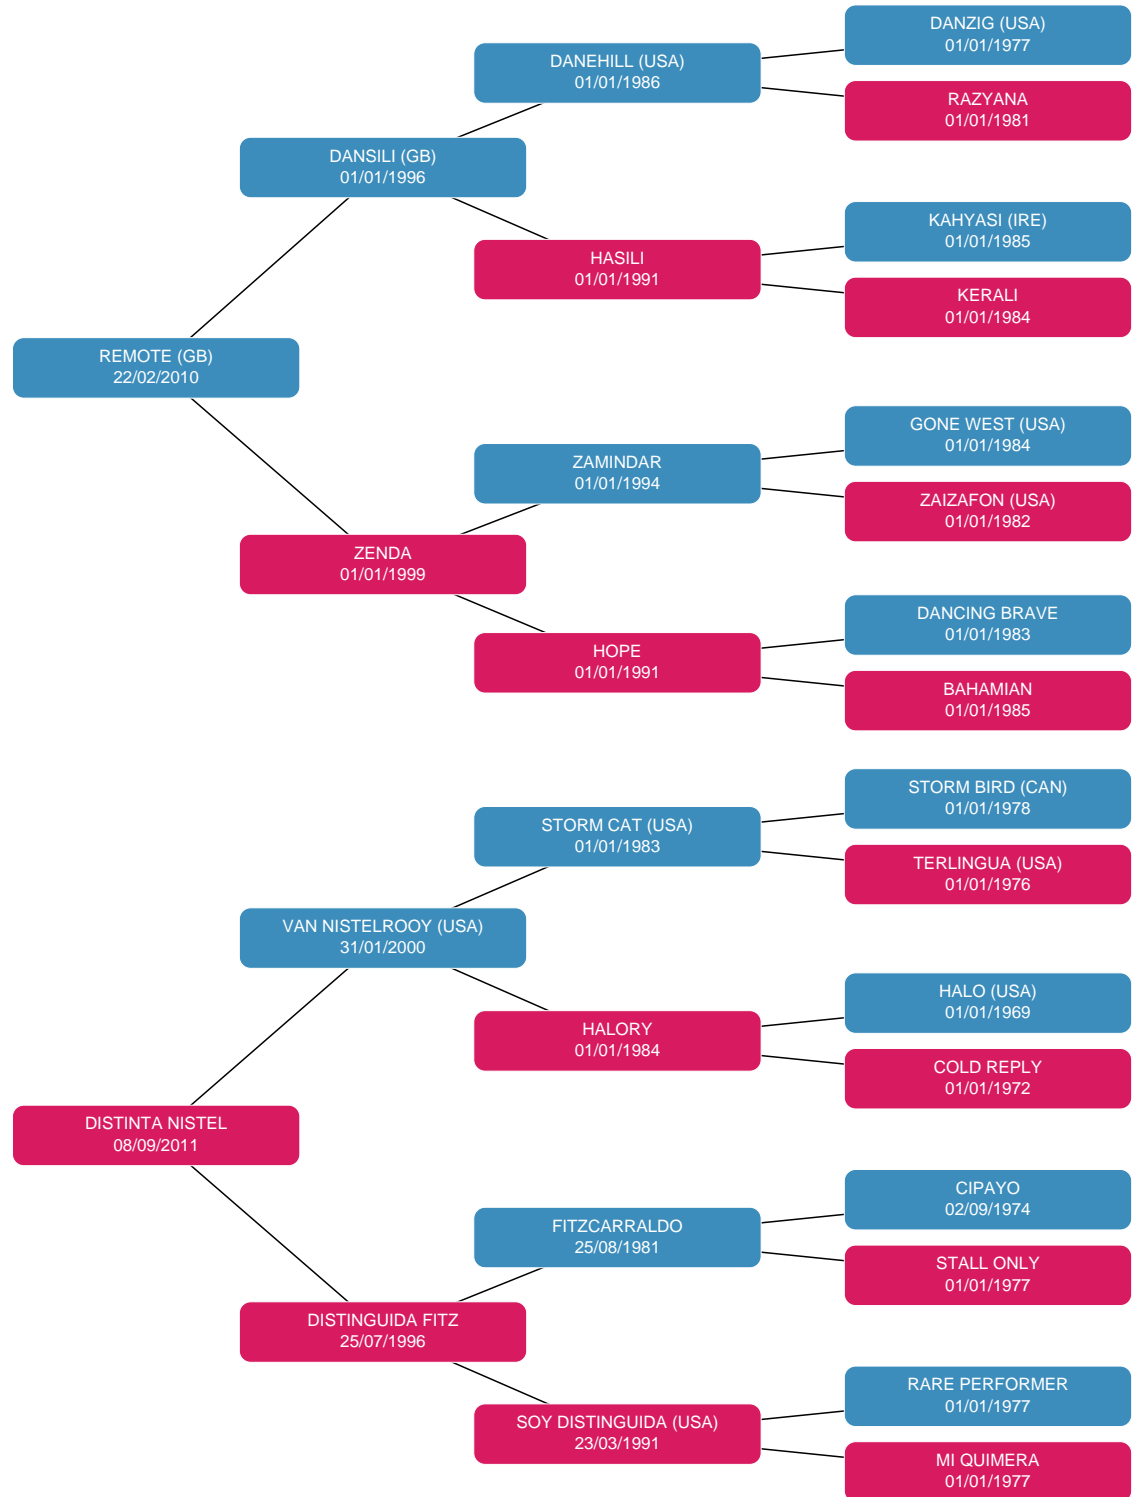 DANZIG (USA)
01/01/1977
DANEHILL (USA)
01/01/1986
RAZYANA
01/01/1981
DANSILI (GB)
01/01/1996
KAHYASI (IRE)
01/01/1985
HASILI
01/01/1991
KERALI
01/01/1984
REMOTE (GB)
22/02/2010
GONE WEST (USA)
01/01/1984
ZAMINDAR
01/01/1994
ZAIZAFON (USA)
01/01/1982
ZENDA
01/01/1999
DANCING BRAVE
01/01/1983
HOPE
01/01/1991
BAHAMIAN
01/01/1985
STORM BIRD (CAN)
01/01/1978
STORM CAT (USA)
01/01/1983
TERLINGUA (USA)
01/01/1976
VAN NISTELROOY (USA)
31/01/2000
HALO (USA)
01/01/1969
HALORY
01/01/1984
COLD REPLY
01/01/1972
DISTINTA NISTEL
08/09/2011
CIPAYO
02/09/1974
FITZCARRALDO
25/08/1981
STALL ONLY
01/01/1977
DISTINGUIDA FITZ
25/07/1996
RARE PERFORMER
01/01/1977
SOY DISTINGUIDA (USA)
23/03/1991
MI QUIMERA
01/01/1977